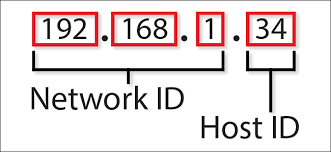 192.168.1.34
Network ID
Host ID